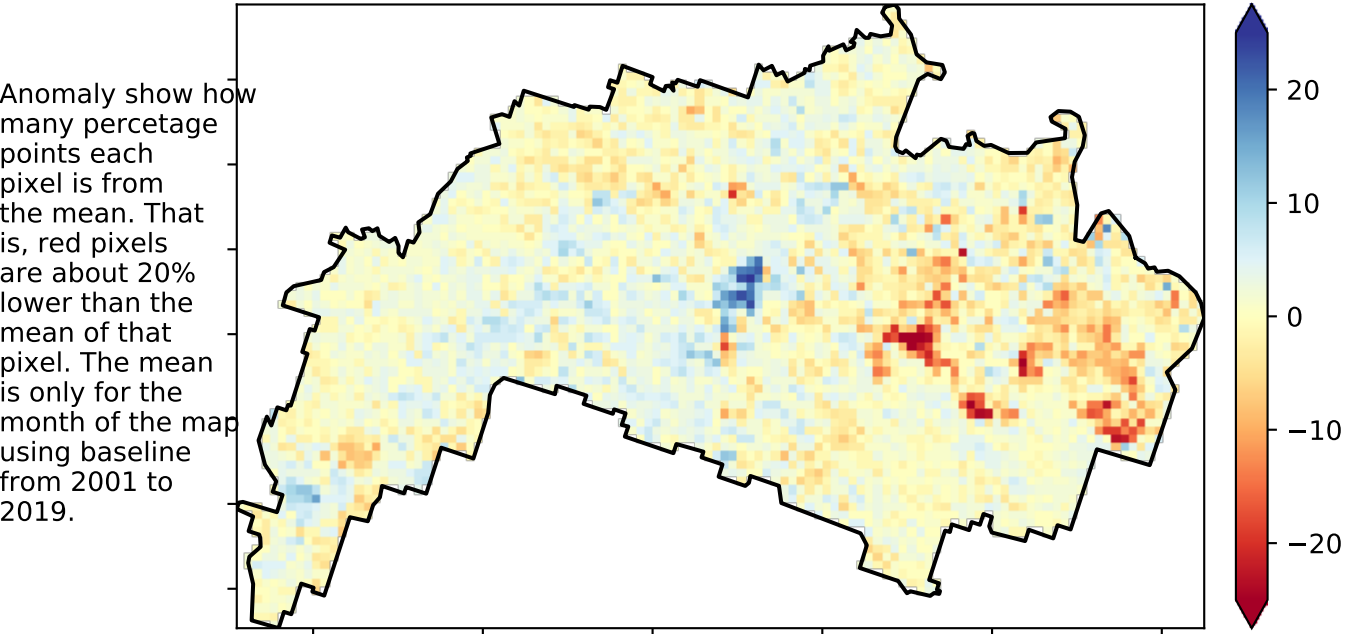 Anomaly show how
many percetage
points each
pixel is from
the mean. That
is, red pixels
are about 20%
lower than the
mean of that
pixel. The mean
is only for the
month of the map
using baseline
from 2001 to
2019.
20
10
0
−10
−20